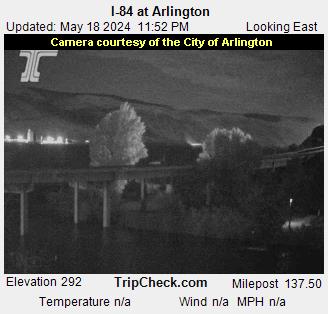 I-84 at Arlington
Updated: May 18 2024 11:52 PM Looking East
Camera courtesy of the City of Arlington
Elevation 292 TripCheck.com Milepost 137.50
Temperature n/a Wind n/a MPH n/a